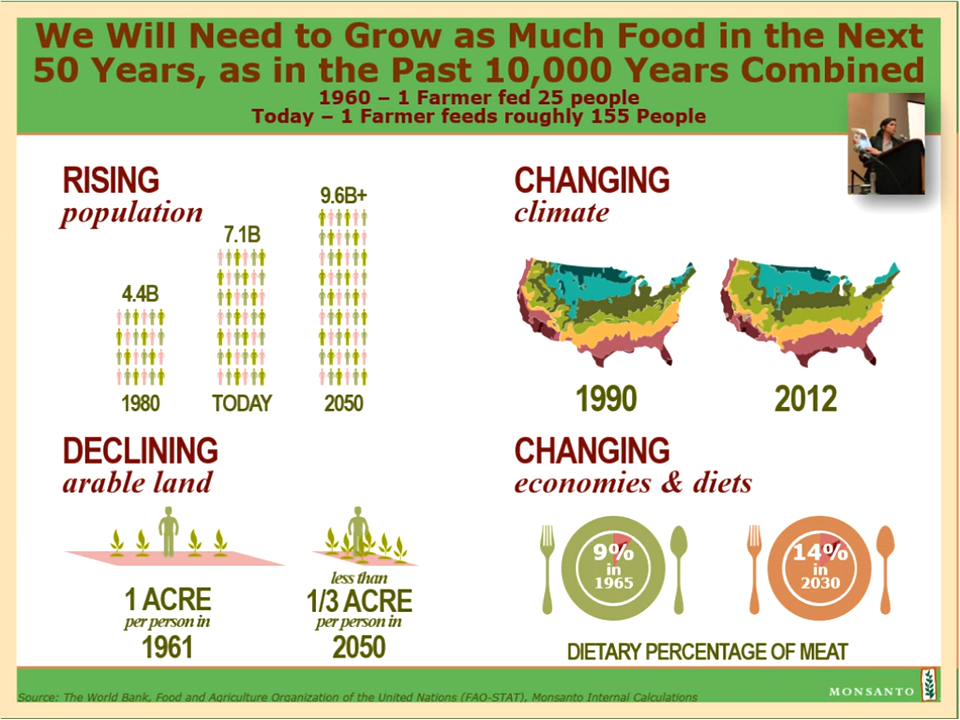 We Will Need to Grow as Much Food in the Next
50 Years, as in the Past 10,000 Years Combined
1960 – 1 Farmer fed 25 people
Today – 1 Farmer feeds roughly 155 People
RISING
population
4.4B
7.1B
9.6B+
1980
TODAY
2050
CHANGING
climate
1990
2012
DECLINING
arable land
1 ACRE
per person in
1961
less than
1/3 ACRE
per person in
2050
CHANGING
economies & diets
9%
in
1965
14%
in
2030
DIETARY PERCENTAGE OF MEAT
Source: The World Bank, Food and Agriculture Organization of the United Nations (FAO-STAT), Monsanto Internal Calculations
MONSANTO